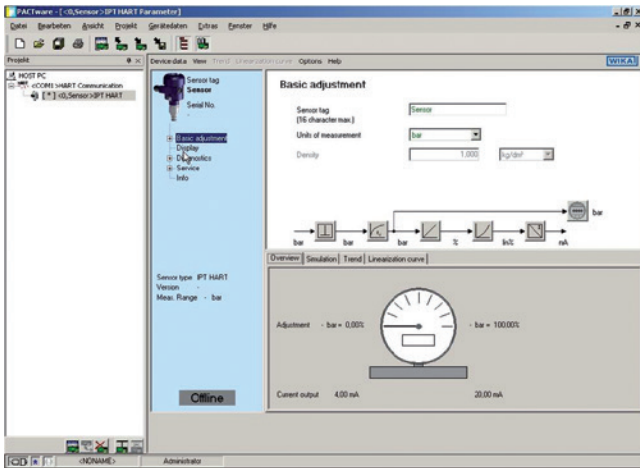 PACTware - [<0,Sensor>IPT HART Parameter]
Datei Bearbeiten Ansicht Projekt Gerätedaten Extras Fenster Hilfe
Projekt
Device data View Trend Linearization curve Options Help
WIKA
HOST PC
<COM1>HART Communication
[*] <0,Sensor>IPT HART
Sensor tag
Sensor
Serial No.
-
Basic adjustment
Display
Diagnostics
Service
Info
Sensor type IPT HART
Version -
Meas. Range - bar
Offline
Basic adjustment
Sensor tag Sensor
(16 character max.)
Units of measurement bar
Density 1,000 kg/dm³
bar
bar bar bar % lin% mA
Overview Simulation Trend Linearization curve
Adjustment - bar = 0,00% - bar = 100,00%
Current output 4,00 mA 20,00 mA
<NONAME> Administrator